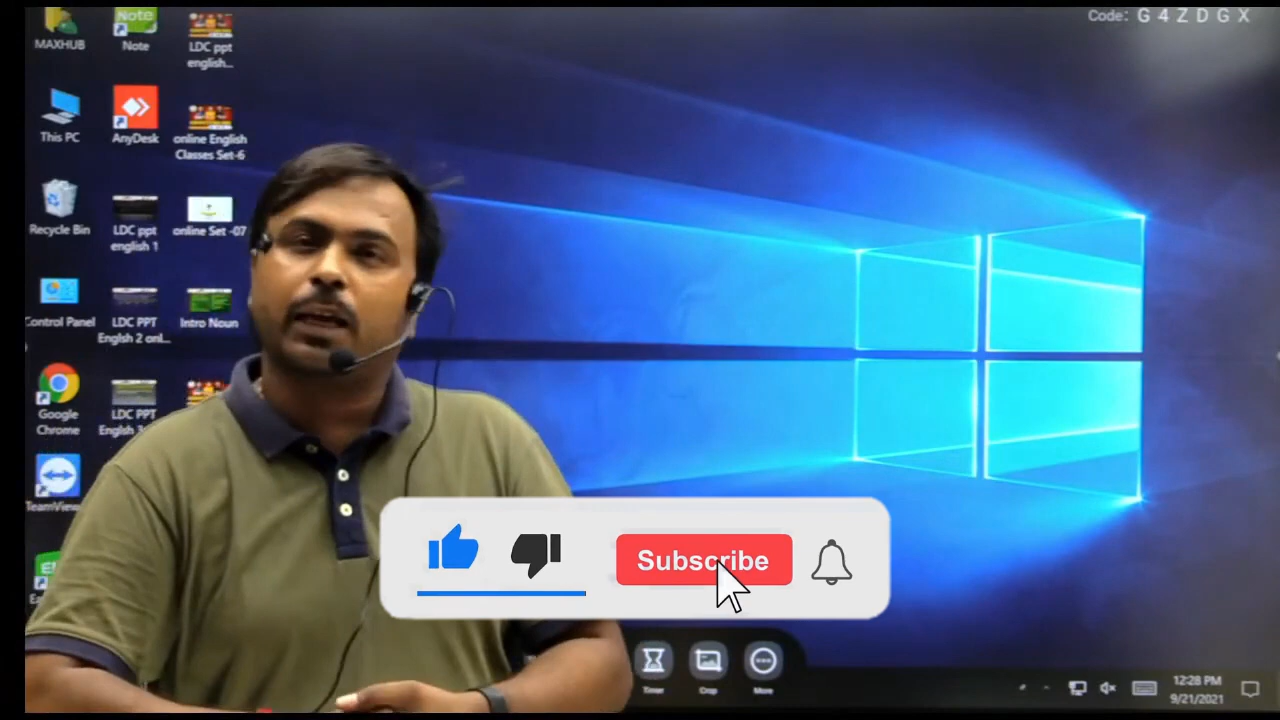 Code: G4ZDGX
MAXHUB
Note
LDC ppt
english...
This PC
AnyDesk
online English
Classes Set-6
Recycle Bin
LDC ppt
english 1
online Set -07
Control Panel
LDC PPT
Englsh 2 onl...
Intro Noun
Google
Chrome
LDC PPT
TeamView
Subscribe
Timer
Crop
More
12:28 PM
9/21/2021